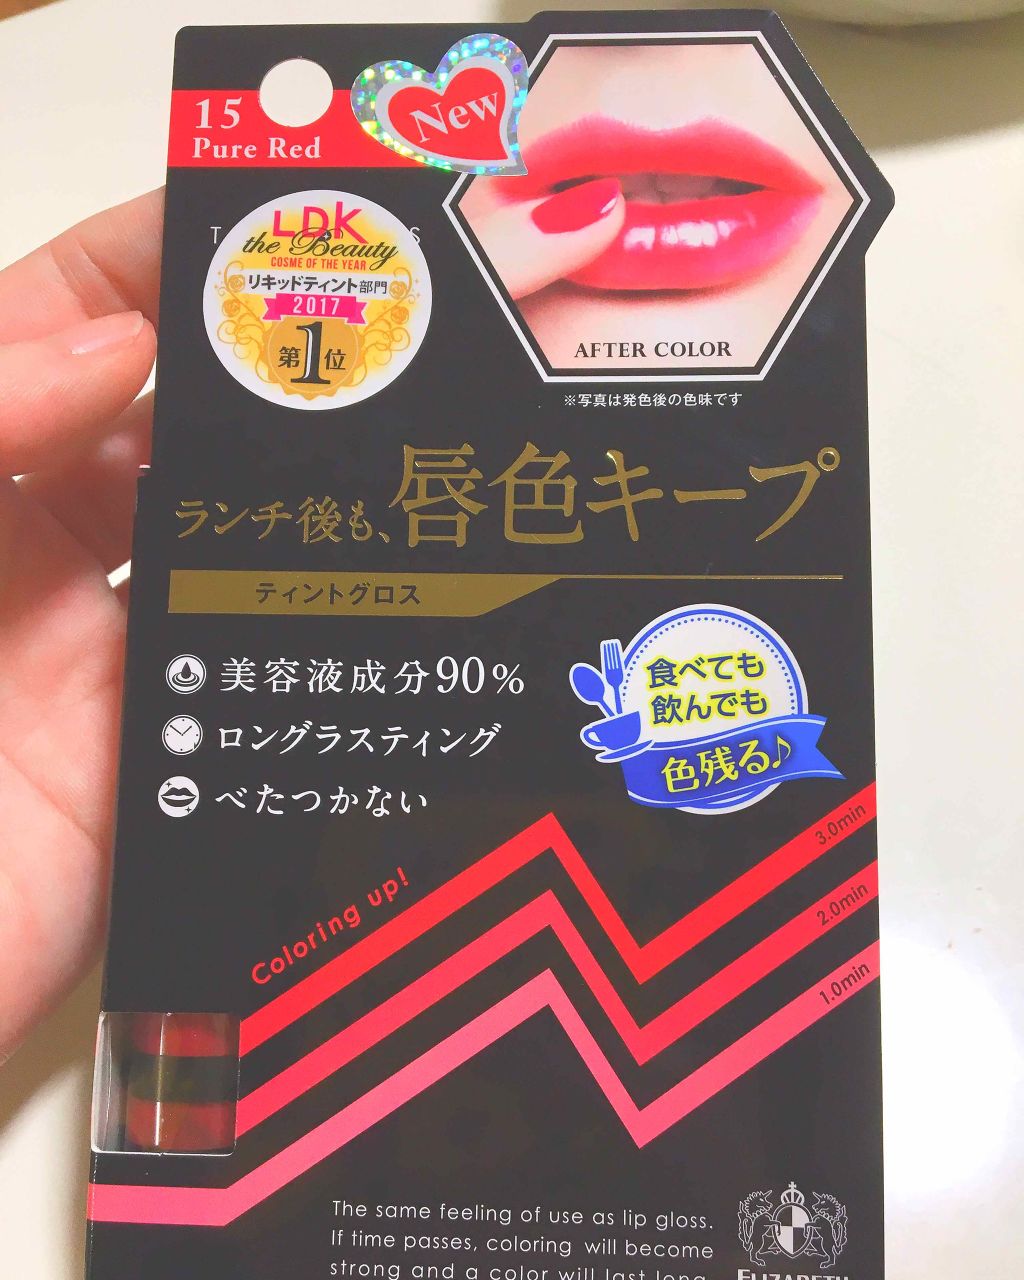 15
Pure Red
New
LDK
the Beauty
COSME OF THE YEAR
リキッドティント部門
2017
第1位
AFTER COLOR
※写真は発色後の色味です
ランチ後も、唇色キープ
ティントグロス
美容液成分90%
ロングラスティング
べたつかない
食べても
飲んでも
色残る♪
Coloring up!
3.0min
2.0min
1.0min
The same feeling of use as lip gloss.
If time passes, coloring will become
strong and a color will last long.
ELIZABETH